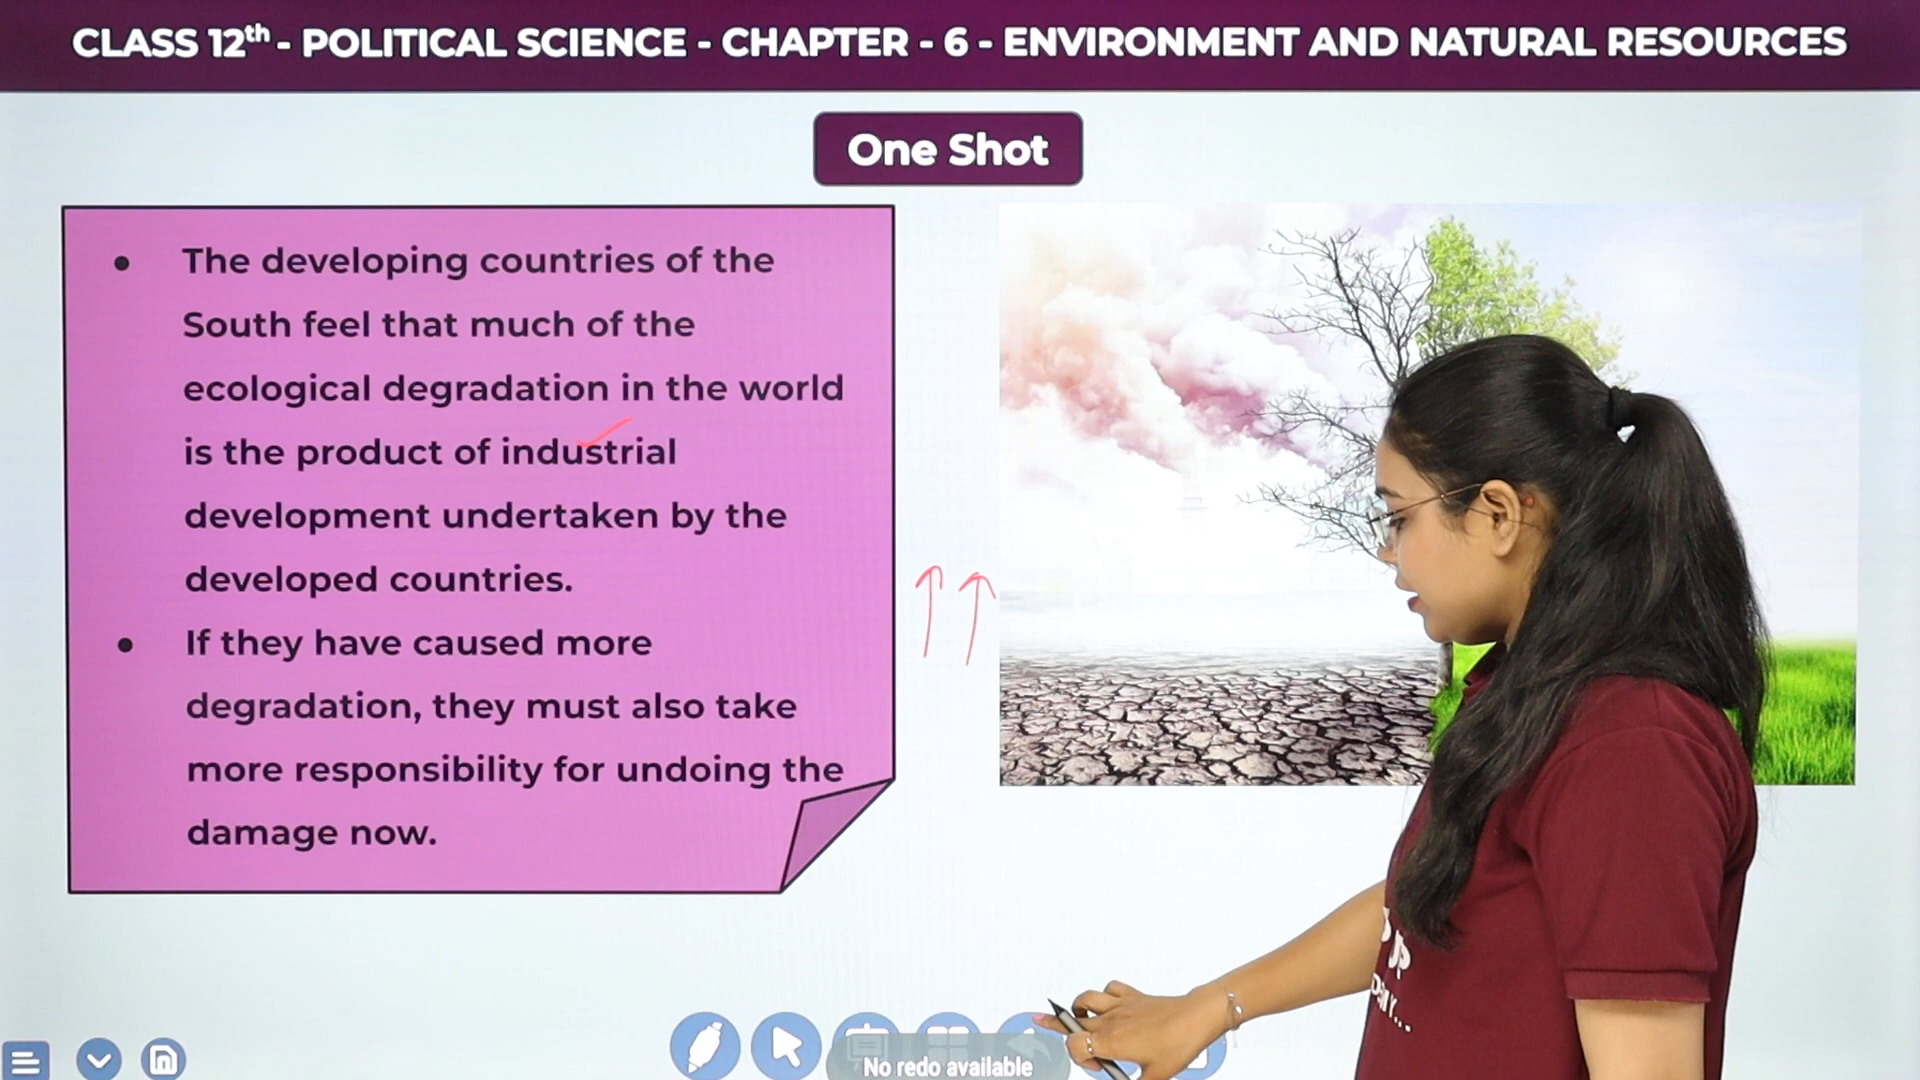 CLASS 12th - POLITICAL SCIENCE - CHAPTER - 6 - ENVIRONMENT AND NATURAL RESOURCES
One Shot
• The developing countries of the
South feel that much of the
ecological degradation in the world
is the product of industrial
development undertaken by the
developed countries.
• If they have caused more
degradation, they must also take
more responsibility for undoing the
damage now.
No redo available